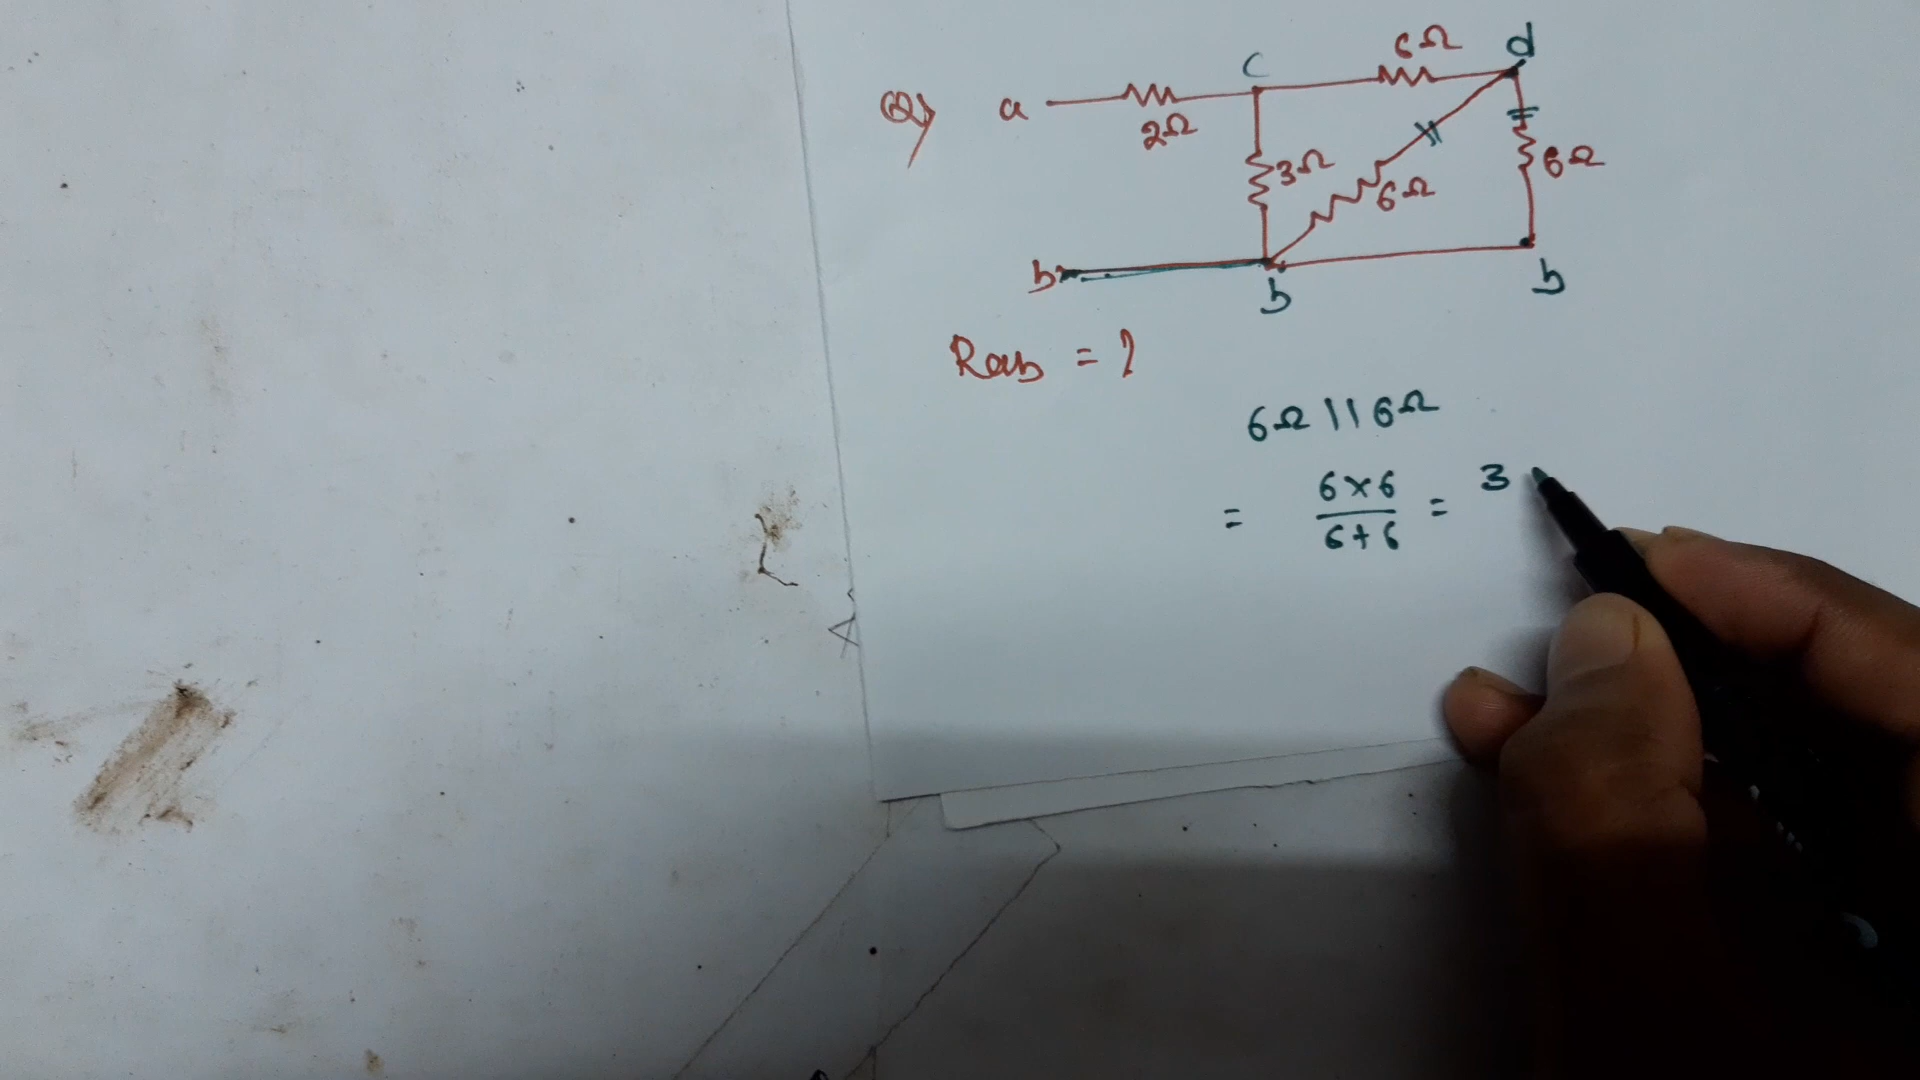 Q) a 2Ω c 6Ω d
3Ω 6Ω 6Ω
b b b
Rab = ?
6Ω || 6Ω
= 6×6 / 6+6 = 3